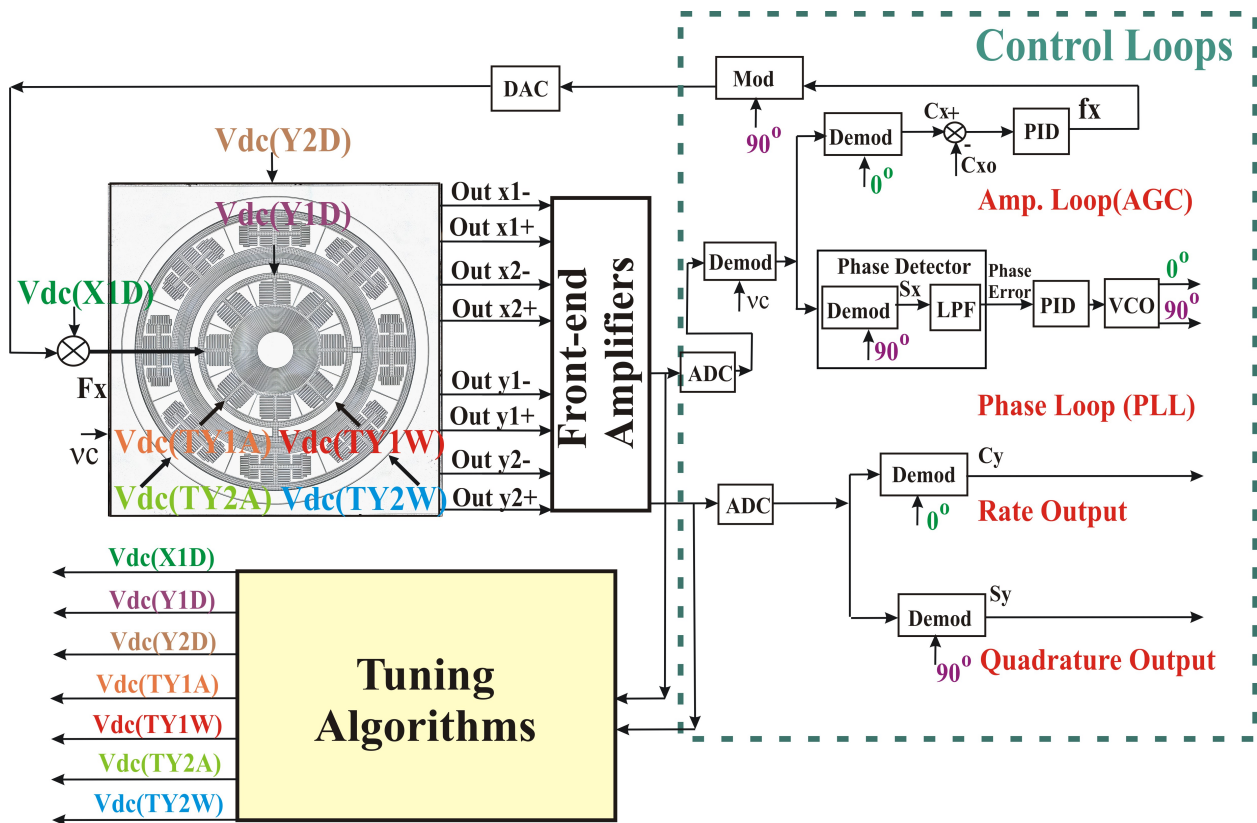 Control Loops
DAC
Mod
90°
Demod
0°
Cx+
-
Cxo
PID
fx
Amp. Loop(AGC)
Vdc(Y2D)
Vdc(Y1D)
Vdc(X1D)
Fx
νc
Vdc(TY1A)
Vdc(TY1W)
Vdc(TY2A)
Vdc(TY2W)
Out x1-
Out x1+
Out x2-
Out x2+
Out y1-
Out y1+
Out y2-
Out y2+
Front-end
Amplifiers
ADC
Demod
νc
Phase Detector
Demod
90°
Sx
LPF
Phase
Error
PID
VCO
0°
90°
Phase Loop (PLL)
ADC
Demod
0°
Cy
Rate Output
Demod
90°
Sy
Quadrature Output
Vdc(X1D)
Vdc(Y1D)
Vdc(Y2D)
Vdc(TY1A)
Vdc(TY1W)
Vdc(TY2A)
Vdc(TY2W)
Tuning
Algorithms